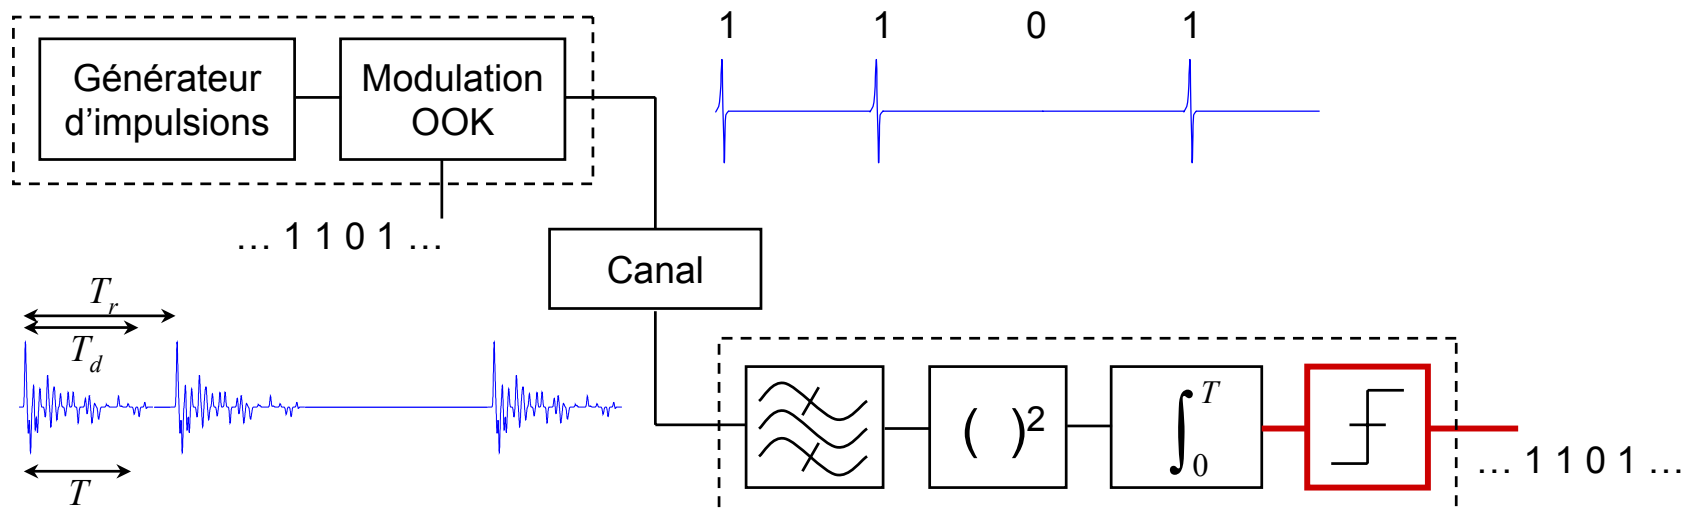 1 1 0 1
Générateur
d’impulsions
Modulation
OOK
… 1 1 0 1 …
Canal
T_r
T_d
T
( )²
∫₀ᵀ
… 1 1 0 1 …